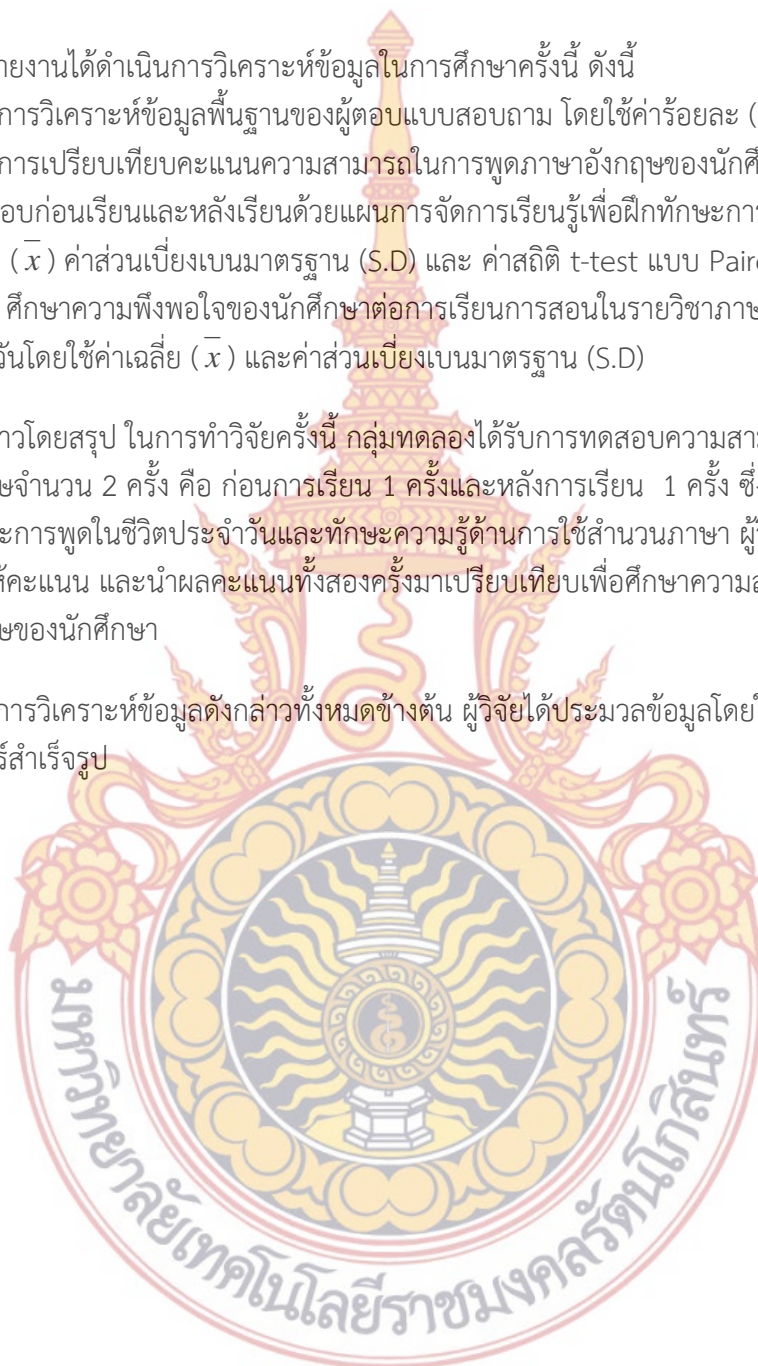 ายงานได้ดำเนินการวิเคราะห์ข้อมูลในการศึกษาครั้งนี้ ดังนี้
การวิเคราะห์ข้อมูลพื้นฐานของผู้ตอบแบบสอบถาม โดยใช้ค่าร้อยละ (
การเปรียบเทียบคะแนนความสามารถในการพูดภาษาอังกฤษของนักศึ
อบก่อนเรียนและหลังเรียนด้วยแผนการจัดการเรียนรู้เพื่อฝึกทักษะการ
(x̄) ค่าส่วนเบี่ยงเบนมาตรฐาน (S.D) และ ค่าสถิติ t-test แบบ Paire
ศึกษาความพึงพอใจของนักศึกษาต่อการเรียนการสอนในรายวิชาภาษ
วันโดยใช้ค่าเฉลี่ย (x̄) และค่าส่วนเบี่ยงเบนมาตรฐาน (S.D)
าวโดยสรุป ในการทำวิจัยครั้งนี้ กลุ่มทดลองได้รับการทดสอบความสาม
ษจำนวน 2 ครั้ง คือ ก่อนการเรียน 1 ครั้งและหลังการเรียน 1 ครั้ง ซึ่ง
ะการพูดในชีวิตประจำวันและทักษะความรู้ด้านการใช้สำนวนภาษา ผู้วิ
ห้คะแนน และนำผลคะแนนทั้งสองครั้งมาเปรียบเทียบเพื่อศึกษาความส
ษของนักศึกษา
การวิเคราะห์ข้อมูลดังกล่าวทั้งหมดข้างต้น ผู้วิจัยได้ประมวลข้อมูลโดยใ
ร์สำเร็จรูป
มหาวิทยาลัยเทคโนโลยีราชมงคลรัตนโกสินทร์